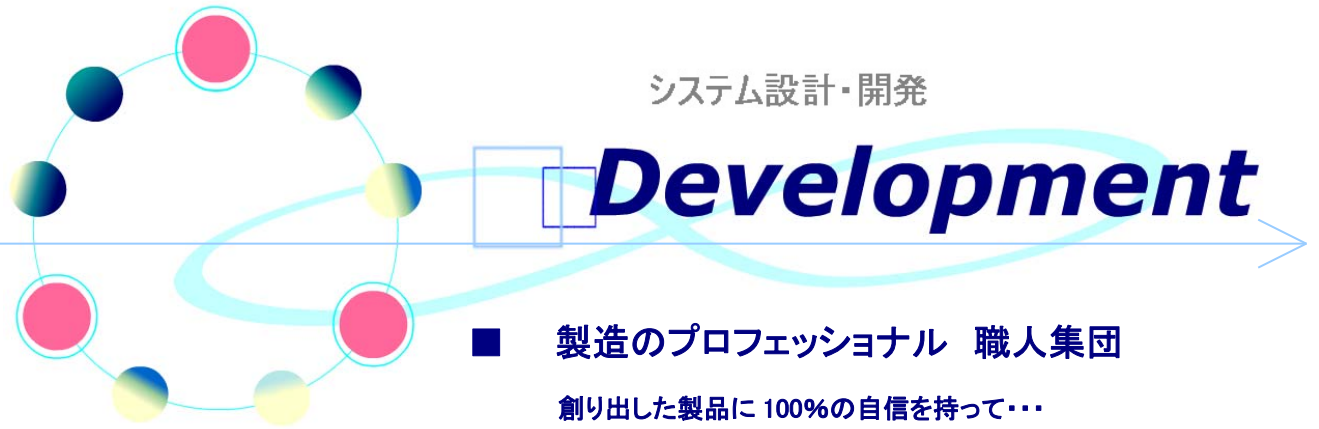 システム設計・開発
Development
■ 製造のプロフェッショナル 職人集団
創り出した製品に 100%の自信を持って・・・